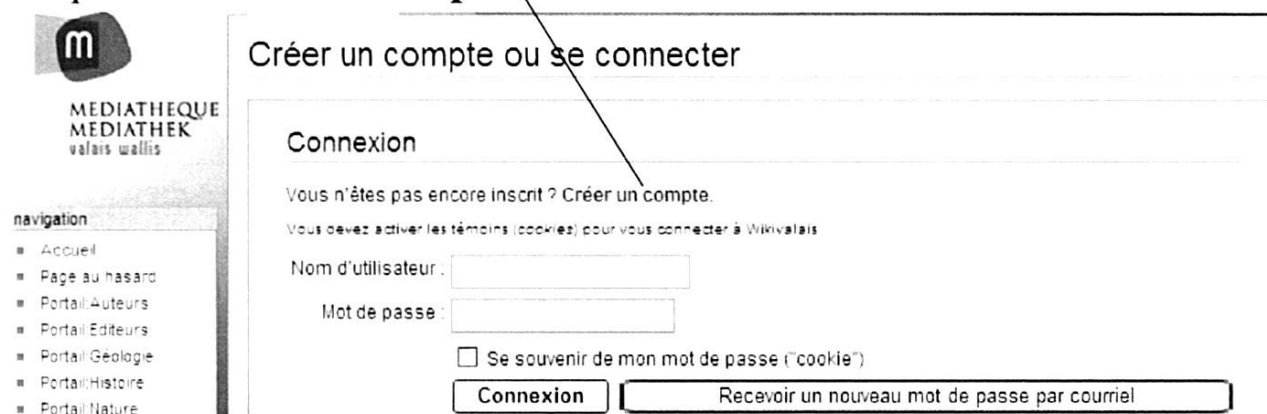 m
Créer un compte ou se connecter
MEDIATHEQUE
MEDIATHEK
valais wallis
Connexion
Vous n'êtes pas encore inscrit ? Créer un compte.
Vous devez activer les témoins (cookies) pour vous connecter à Wikivalais
Nom d'utilisateur :
Mot de passe :
Se souvenir de mon mot de passe ("cookie")
Connexion
Recevoir un nouveau mot de passe par courriel
navigation
Accueil
Page au hasard
Portail:Auteurs
Portail:Editeurs
Portail:Géologie
Portail:Histoire
Portail:Nature